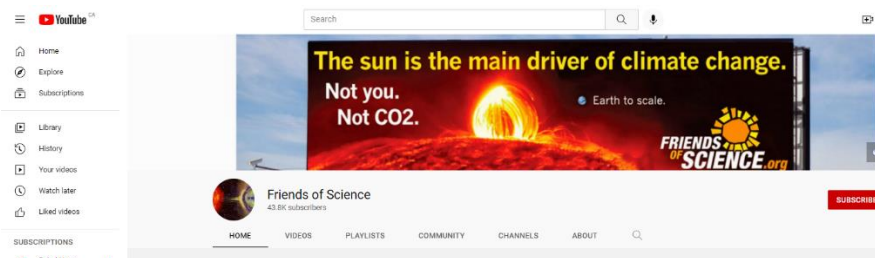 YouTube CA
Search
Home
Explore
Subscriptions
Library
History
Your videos
Watch later
Liked videos
SUBSCRIPTIONS
The sun is the main driver of climate change.
Not you.
Not CO2.
Earth to scale.
FRIENDS
OF SCIENCE.org
Friends of Science
43.8K subscribers
SUBSCRIBE
HOME VIDEOS PLAYLISTS COMMUNITY CHANNELS ABOUT